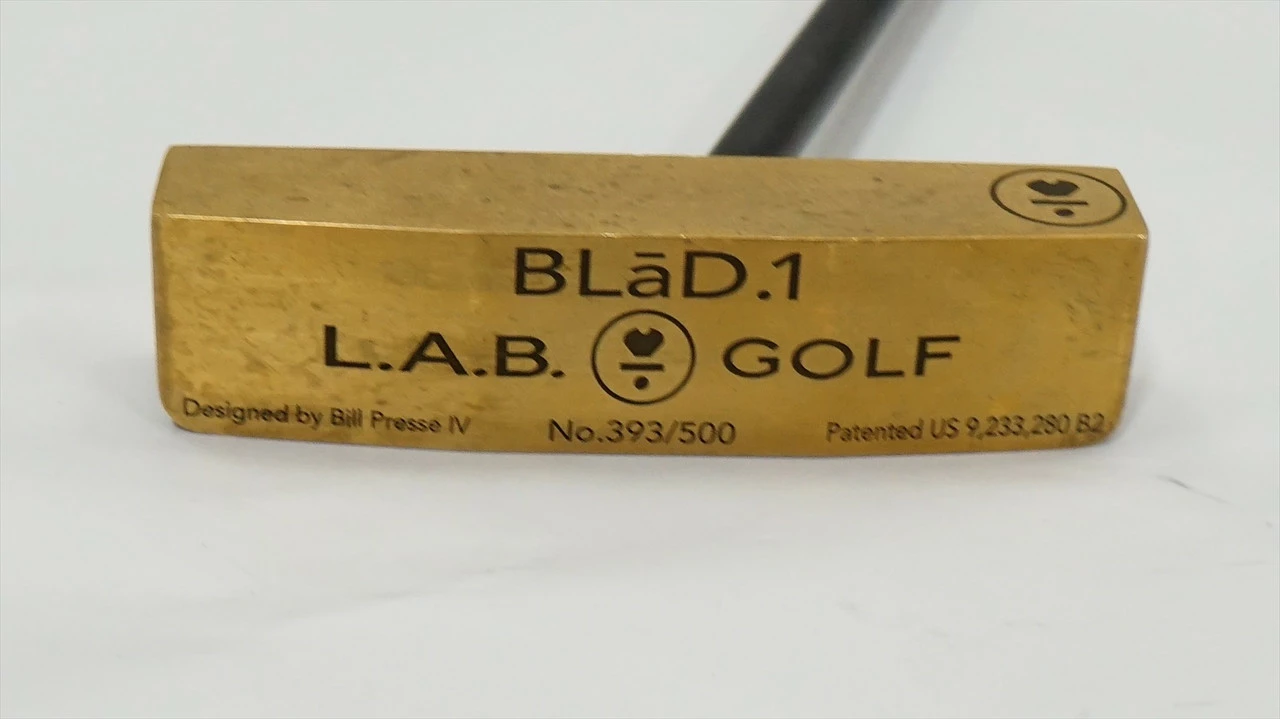 BLāD.1
L.A.B. GOLF
Designed by Bill Presse IV No.393/500 Patented US 9,233,280 B2